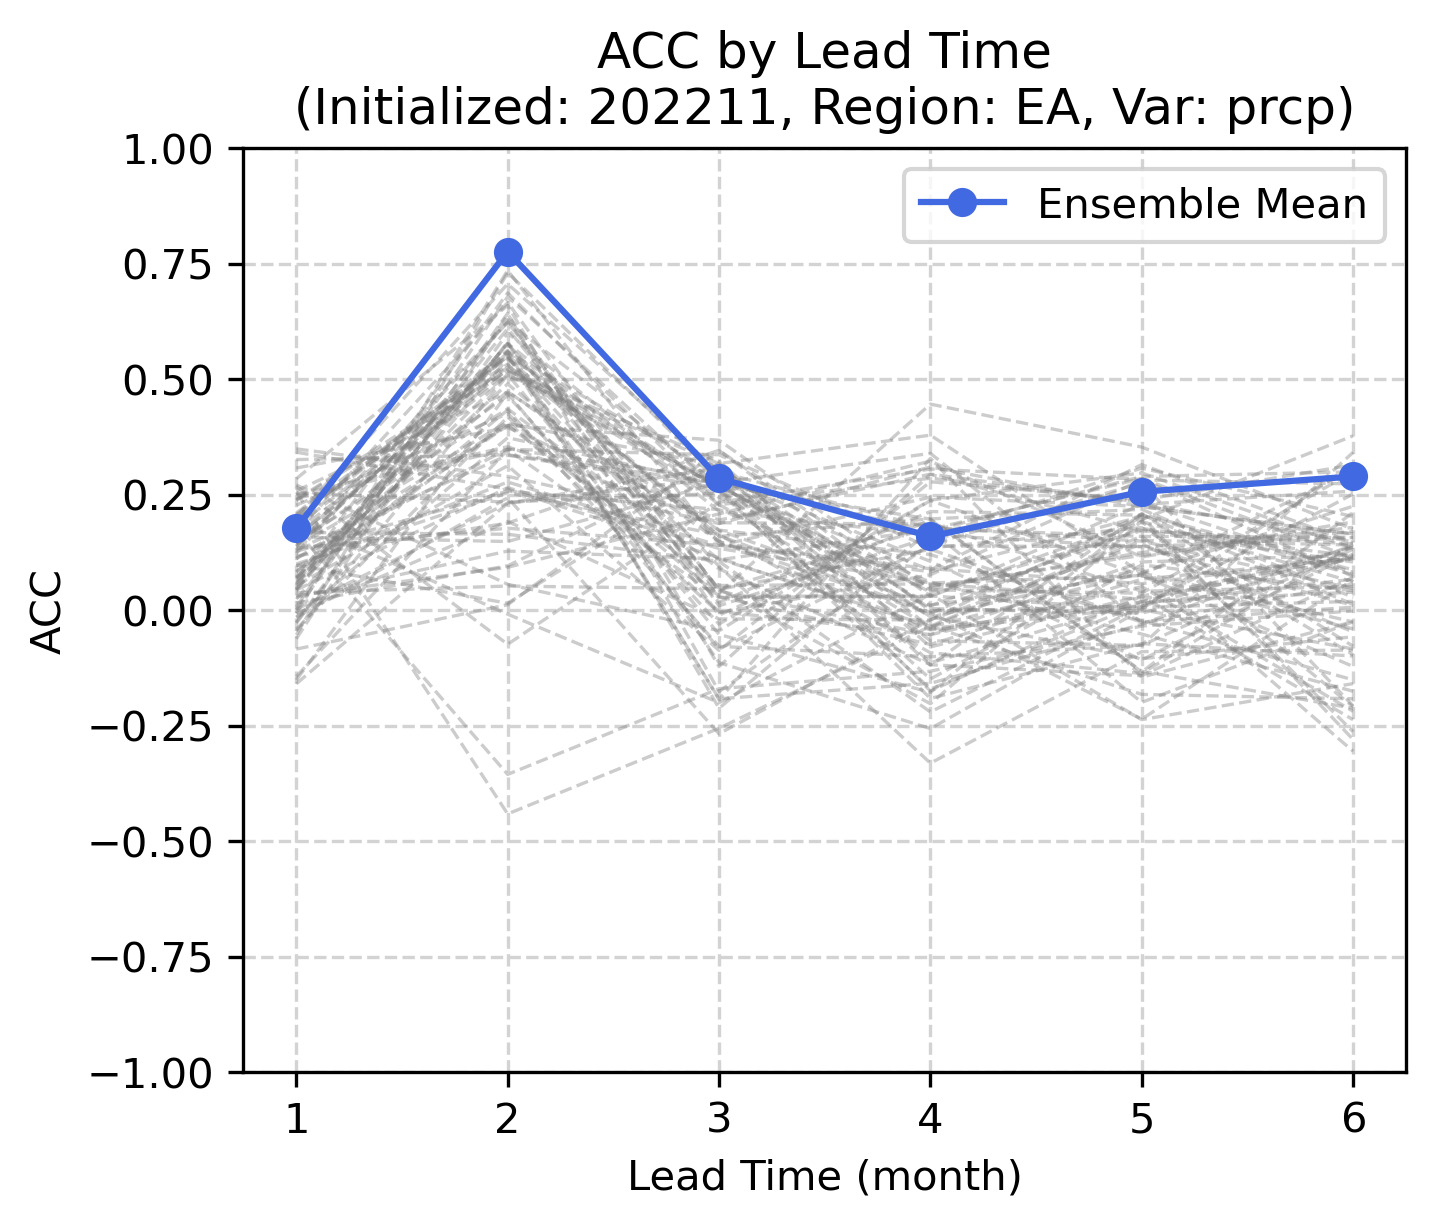 ACC by Lead Time
(Initialized: 202211, Region: EA, Var: prcp)
Ensemble Mean
ACC
1.00
0.75
0.50
0.25
0.00
−0.25
−0.50
−0.75
−1.00
1 2 3 4 5 6
Lead Time (month)